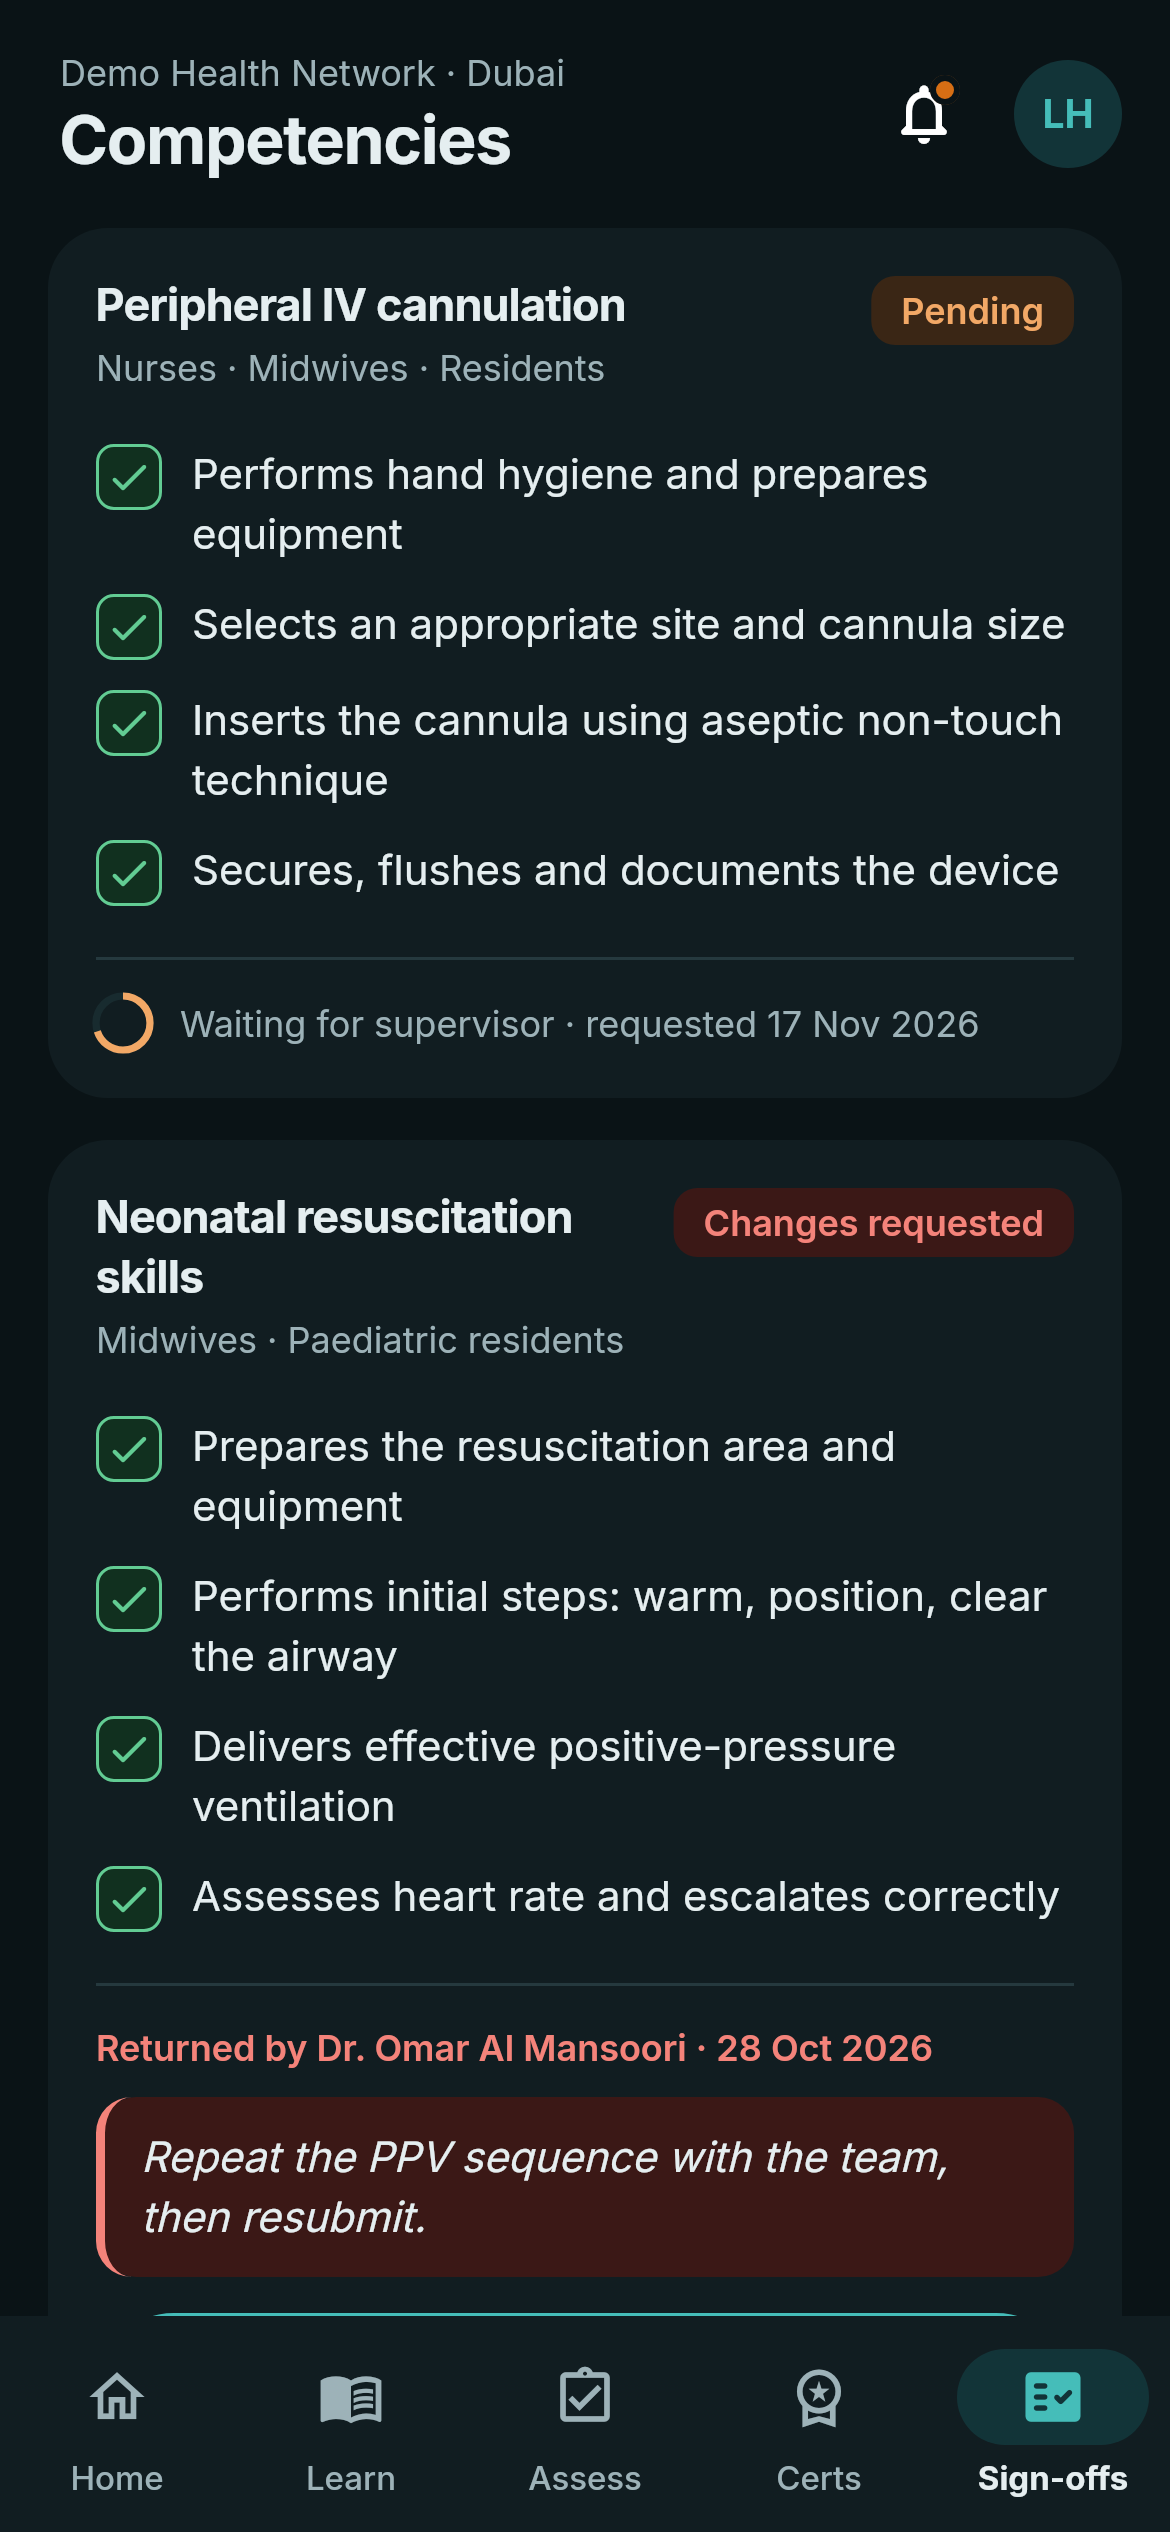 Demo Health Network · Dubai
Competencies
LH
Peripheral IV cannulation
Pending
Nurses · Midwives · Residents
Performs hand hygiene and prepares
equipment
Selects an appropriate site and cannula size
Inserts the cannula using aseptic non-touch
technique
Secures, flushes and documents the device
Waiting for supervisor · requested 17 Nov 2026
Neonatal resuscitation
skills
Changes requested
Midwives · Paediatric residents
Prepares the resuscitation area and
equipment
Performs initial steps: warm, position, clear
the airway
Delivers effective positive-pressure
ventilation
Assesses heart rate and escalates correctly
Returned by Dr. Omar Al Mansoori · 28 Oct 2026
Repeat the PPV sequence with the team,
then resubmit.
Home
Learn
Assess
Certs
Sign-offs